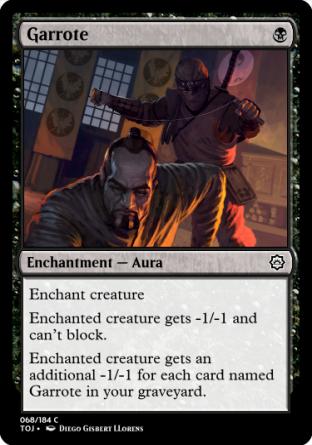 Garrote
Enchantment — Aura
Enchant creature
Enchanted creature gets -1/-1 and
can't block.
Enchanted creature gets an
additional -1/-1 for each card named
Garrote in your graveyard.
068/184 C
TOJ • Diego Gisbert Llorens